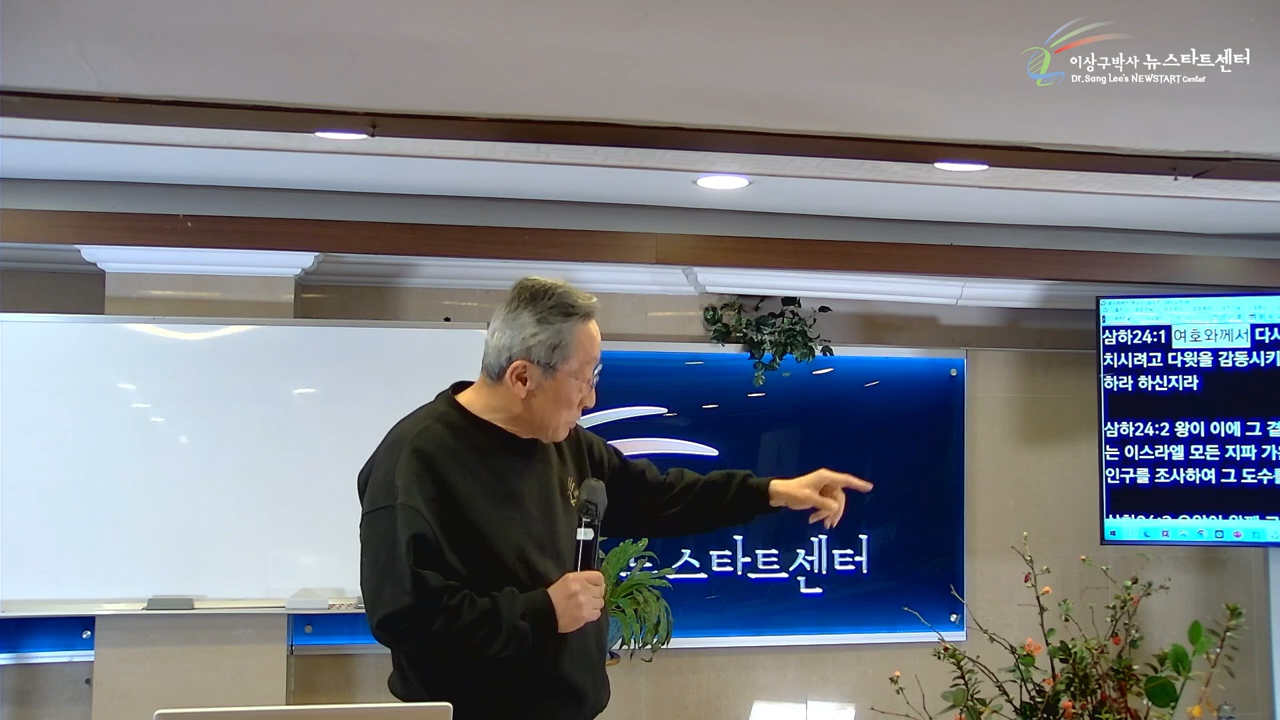 이상구박사 뉴스타트센터
Dr. Sang Lee's NEWSTART Center
삼하24:1 여호와께서 다시
치시려고 다윗을 감동시키
하라 하신지라
삼하24:2 왕이 이에 그 곁
는 이스라엘 모든 지파 가운
인구를 조사하여 그 도수를
뉴스타트센터